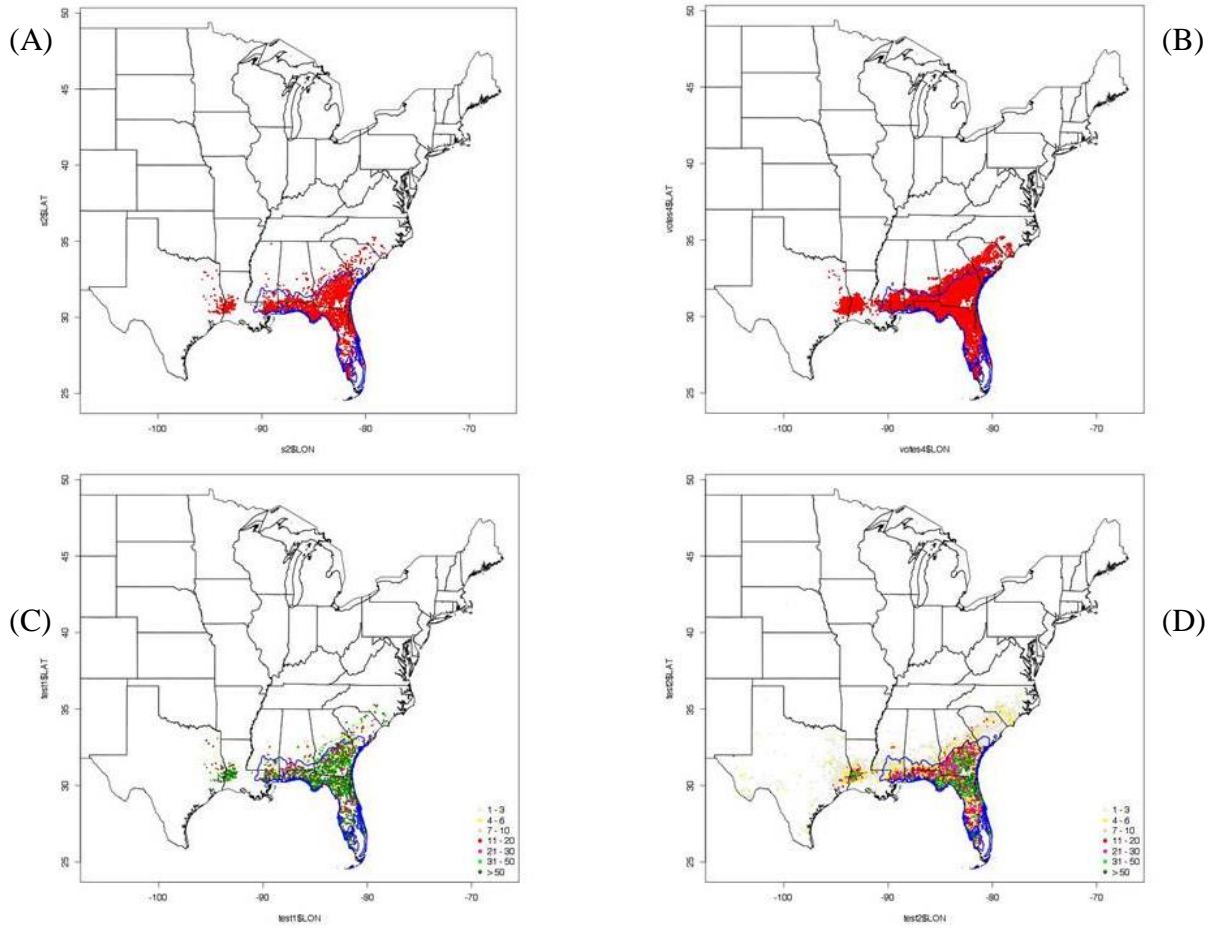 (A)
50
45
40
35
30
25
s2$LAT
-100
-90
-80
-70
s2$LON
(B)
50
45
40
35
30
25
votes4$LAT
-100
-90
-80
-70
votes4$LON
(C)
50
45
40
35
30
25
test1$LAT
1 - 3
4 - 6
7 - 10
11 - 20
21 - 30
31 - 50
>50
-100
-90
-80
-70
test1$LON
(D)
50
45
40
35
30
25
test2$LAT
1 - 3
4 - 6
7 - 10
11 - 20
21 - 30
31 - 50
>50
-100
-90
-80
-70
test2$LON